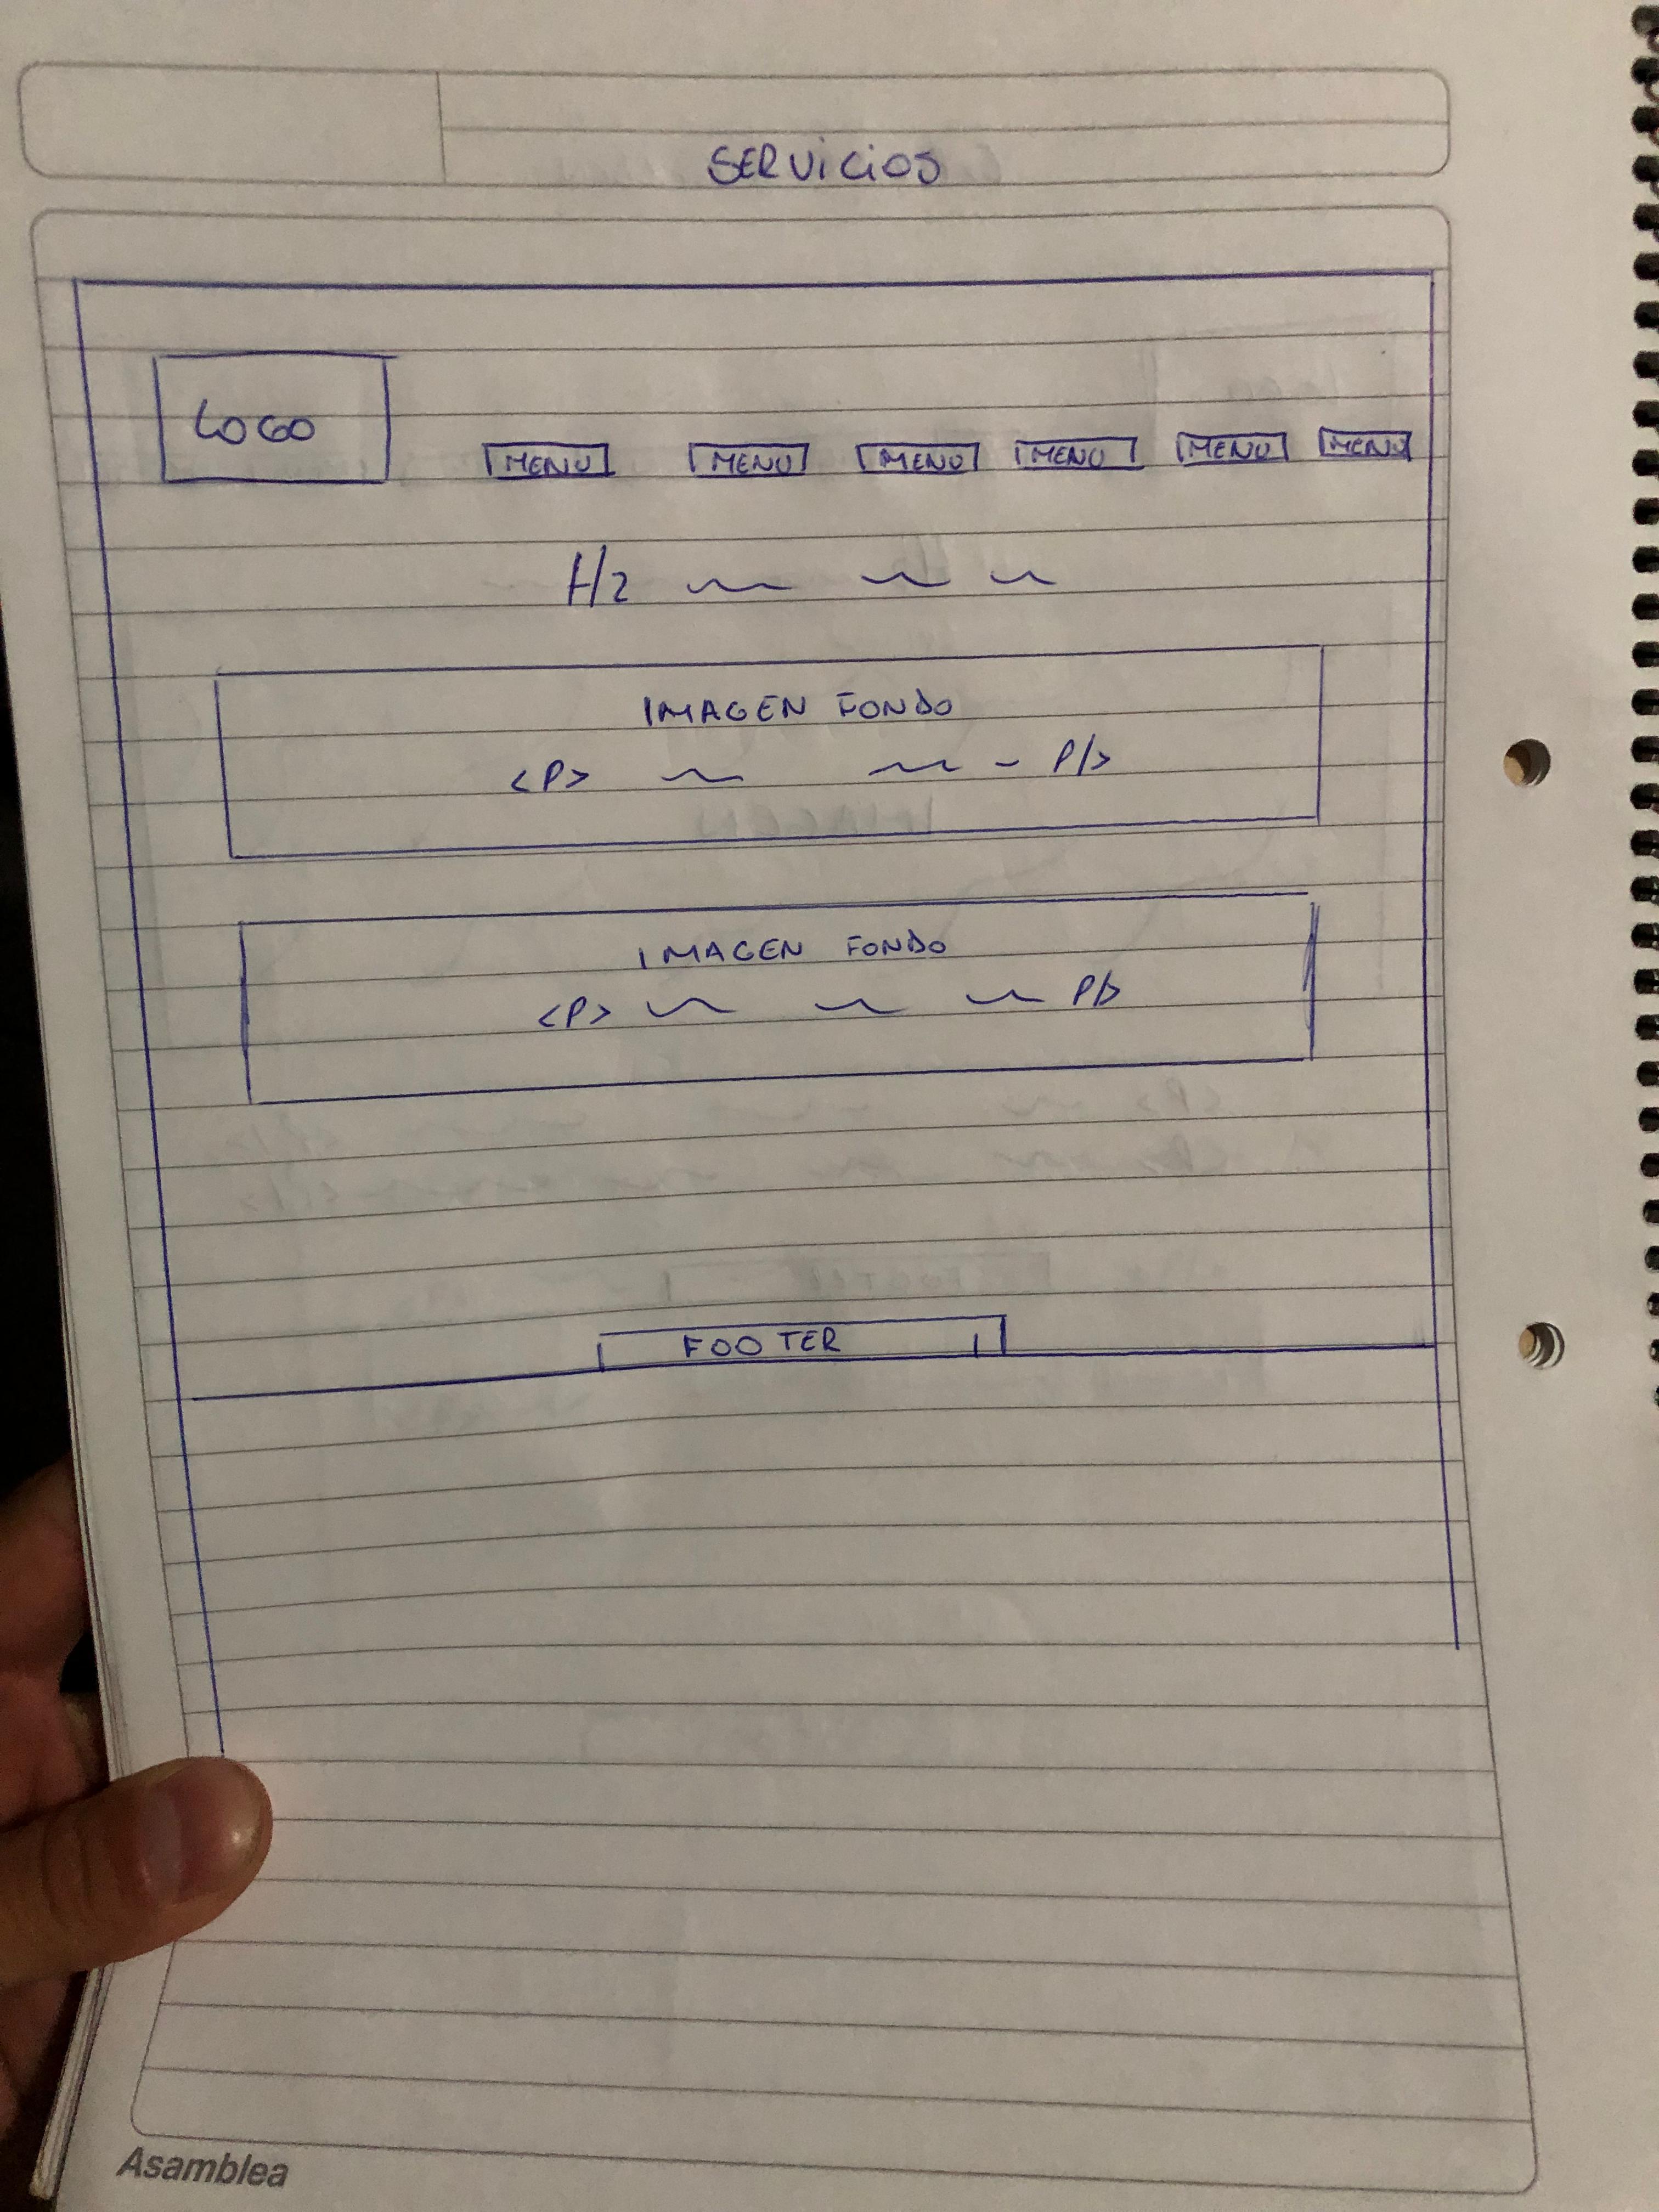 SERVICIOS
LOGO
MENU MENU MENU MENU MENU MENU
H2
IMAGEN FONDO
<P> P/>
IMAGEN FONDO
<P> P/>
FOOTER
Asamblea